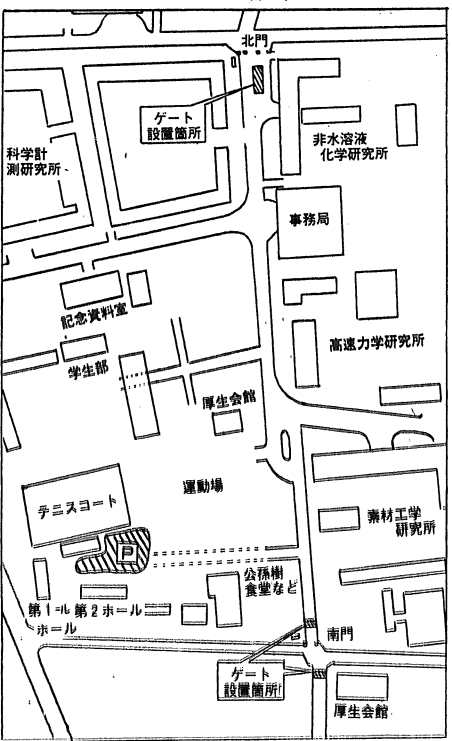 北門
ゲート
設置箇所
非水溶液
化学研究所
科学計
測研究所
事務局
記念資料室
高速力学研究所
学生部
厚生会館
運動場
テニスコート
素材工学
研究所
P
公孫樹
食堂など
第1ホール
ホール
第2ホール
南門
ゲート
設置箇所
厚生会館